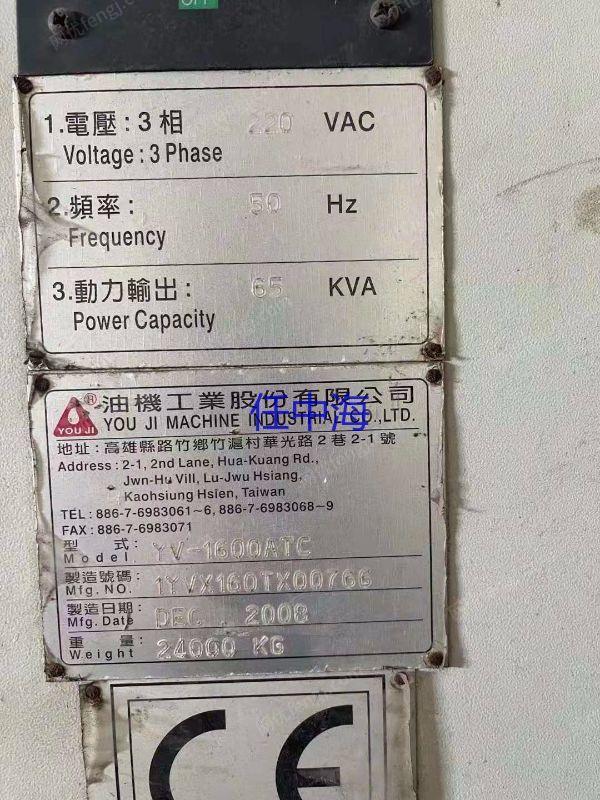 OFF
1.電壓:3相 220 VAC
Voltage:3 Phase
2.頻率: 50 Hz
Frequency
3.動力輸出: 65 KVA
Power Capacity
油機工業股份有限公司
YOU JI YOU JI MACHINE INDUSTRIAL CO.,LTD.
任中海
地址:高雄縣路竹鄉竹滬村華光路2巷2-1號
Address:2-1, 2nd Lane, Hua-Kuang Rd.,
Jwn-Hu Vill, Lu-Jwu Hsiang,
Kaohsiung Hsien, Taiwan
TEL:886-7-6983061~6, 886-7-6983068~9
FAX:886-7-6983071
型 式: YV-1600ATC
Model
製造號碼: 1YVX160TX00766
Mfg. NO.
製造日期: DEC . 2008
Mfg. Date
重 量: 24000 KG
Weight
CE